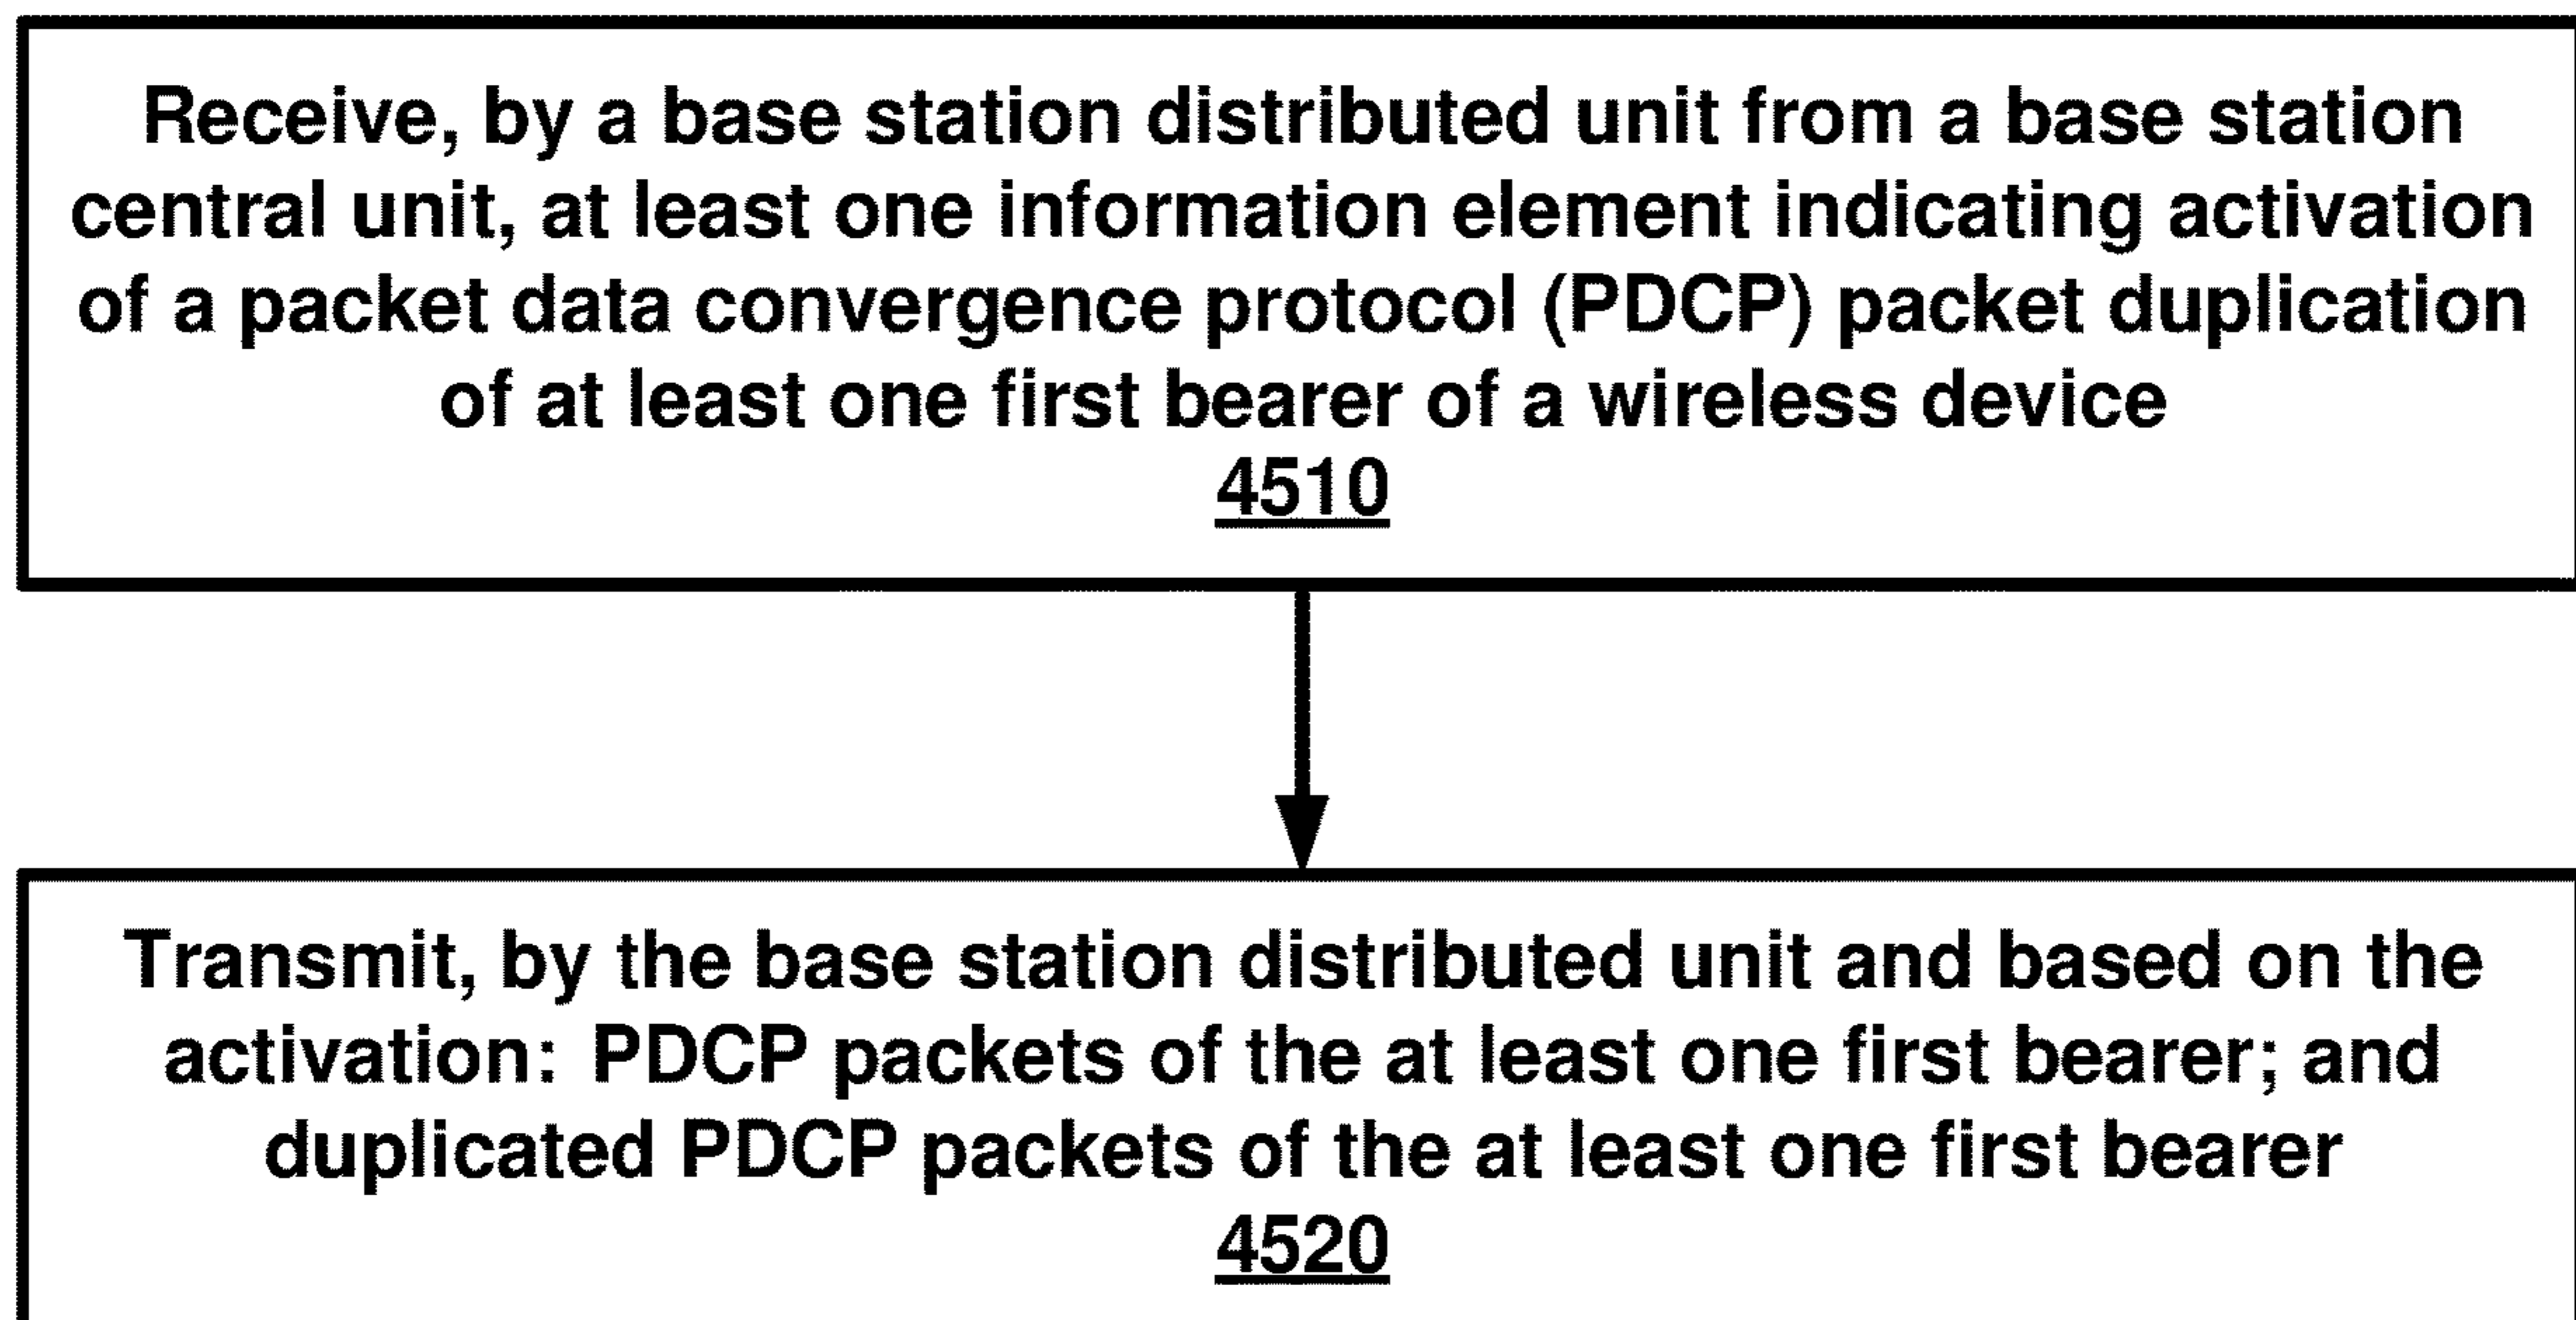 Receive, by a base station distributed unit from a base station
central unit, at least one information element indicating activation
of a packet data convergence protocol (PDCP) packet duplication
of at least one first bearer of a wireless device
4510
Transmit, by the base station distributed unit and based on the
activation: PDCP packets of the at least one first bearer; and
duplicated PDCP packets of the at least one first bearer
4520